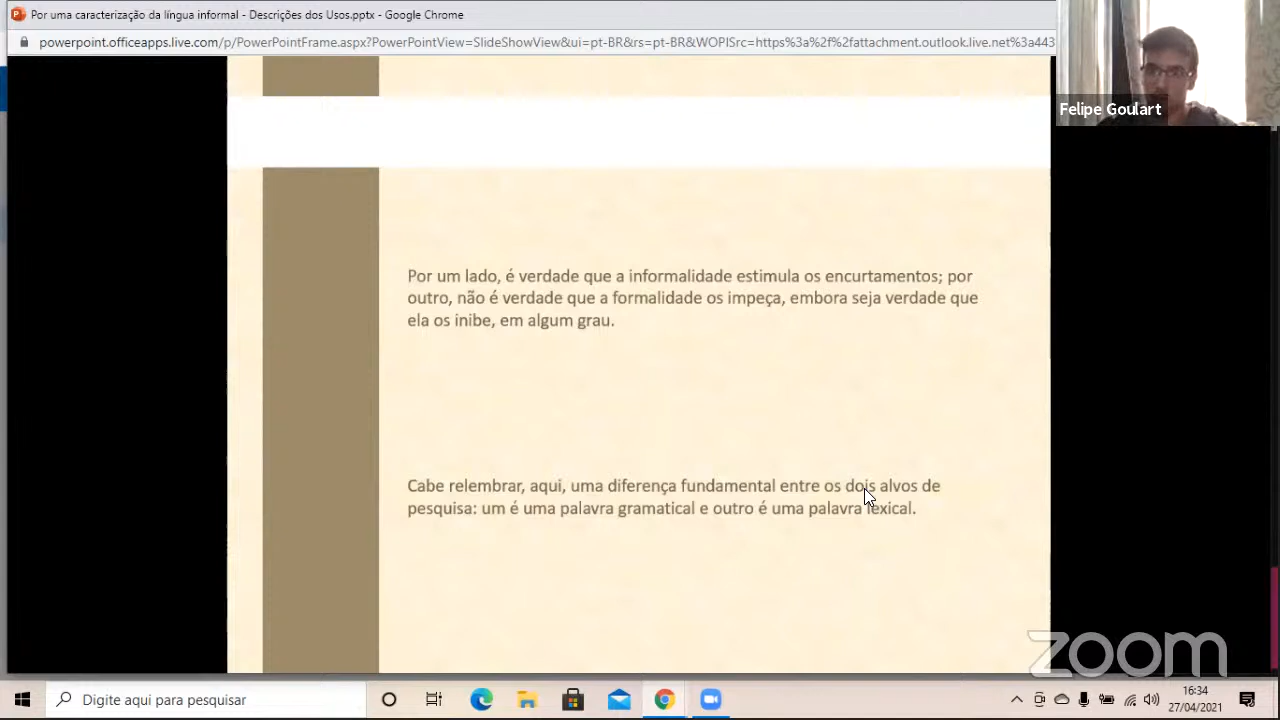 Por uma caracterização da língua informal - Descrições dos Usos.pptx - Google Chrome
powerpoint.officeapps.live.com/p/PowerPointFrame.aspx?PowerPointView=SlideShowView&ui=pt-BR&rs=pt-BR&WOPISrc=https%3a%2f%2fattachment.outlook.live.net%3a443
Felipe Goulart
Por um lado, é verdade que a informalidade estimula os encurtamentos; por
outro, não é verdade que a formalidade os impeça, embora seja verdade que
ela os inibe, em algum grau.
Cabe relembrar, aqui, uma diferença fundamental entre os dois alvos de
pesquisa: um é uma palavra gramatical e outro é uma palavra lexical.
zoom
Digite aqui para pesquisar
16:34
27/04/2021